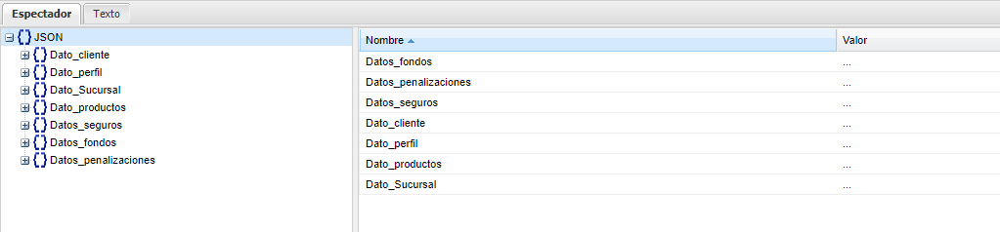 Espectador Texto
JSON
Dato_cliente
Dato_perfil
Dato_Sucursal
Dato_productos
Datos_seguros
Datos_fondos
Datos_penalizaciones
Nombre Valor
Datos_fondos ...
Datos_penalizaciones ...
Datos_seguros ...
Dato_cliente ...
Dato_perfil ...
Dato_productos ...
Dato_Sucursal ...